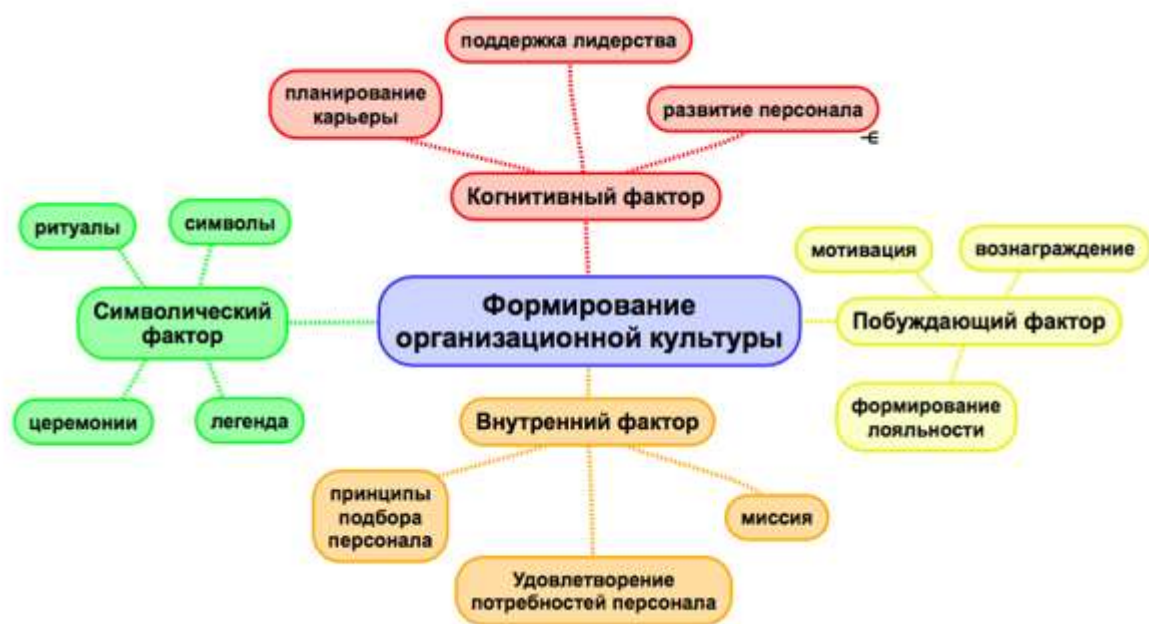 поддержка лидерства
планирование
карьеры
развитие персонала
Когнитивный фактор
ритуалы
символы
Символический
фактор
церемонии
легенда
Формирование
организационной культуры
мотивация
вознаграждение
Побуждающий фактор
формирование
лояльности
Внутренний фактор
принципы
подбора
персонала
Удовлетворение
потребностей персонала
миссия